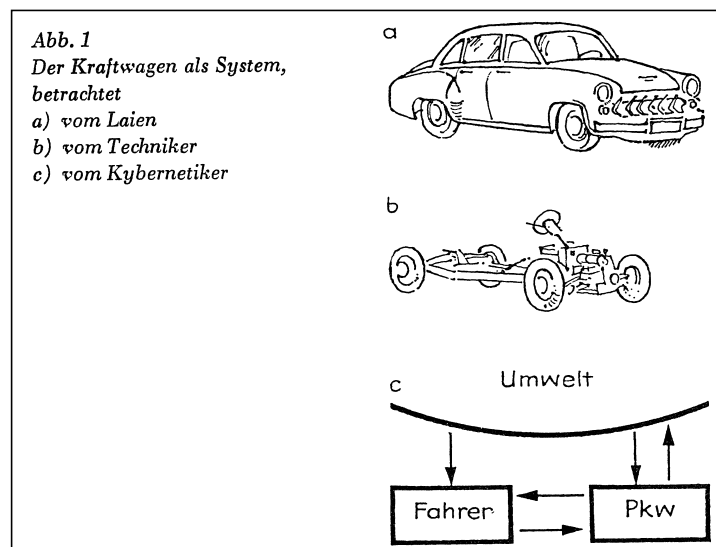 Abb. 1
Der Kraftwagen als System,
betrachtet
a) vom Laien
b) vom Techniker
c) vom Kybernetiker
a
b
c
Umwelt
Fahrer
Pkw